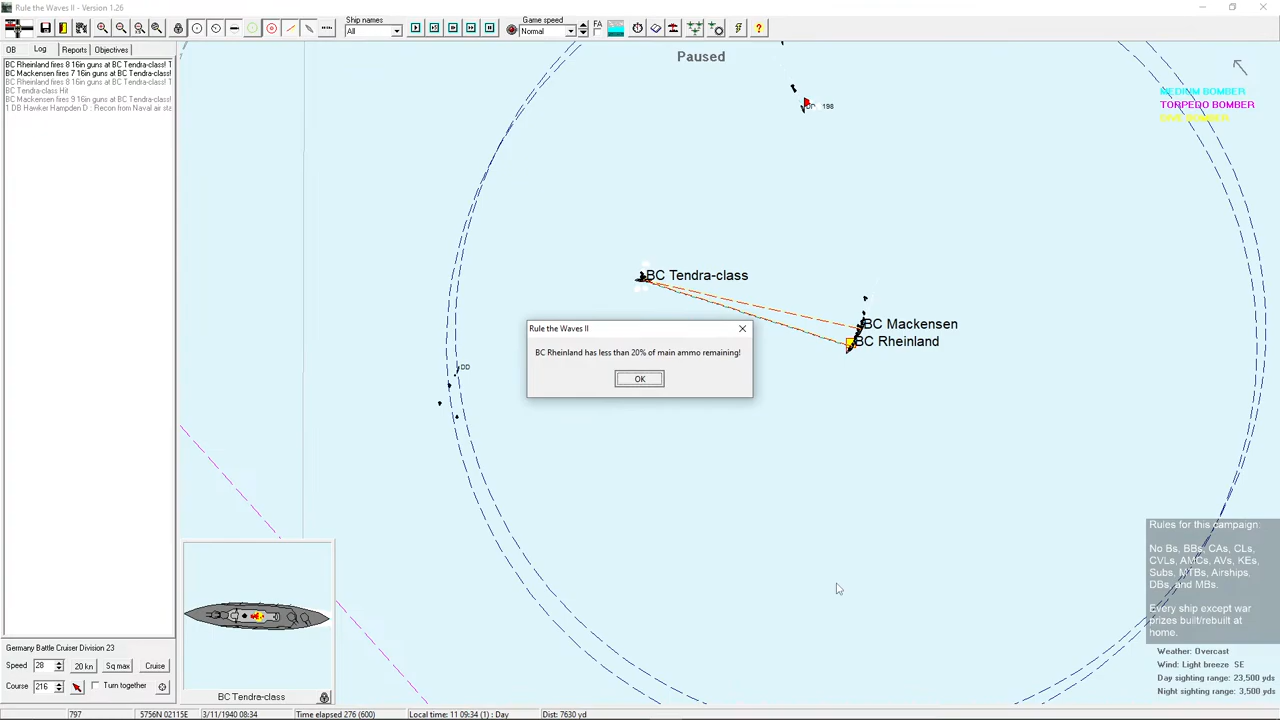 Rule the Waves II - Version 1.26
Ship names
All
Game speed
Normal
FA
OB Log Reports Objectives
BC Rheinland fires 8 16in guns at BC Tendra-class! T
BC Mackensen fires 7 16in guns at BC Tendra-class!
BC Rheinland fires 8 16in guns at BC Tendra-class! T
BC Tendra-class Hit
BC Mackensen fires 9 16in guns at BC Tendra-class!
1 DB Hawker Hampden D : Recon from Naval air sta
Paused
MEDIUM BOMBER
TORPEDO BOMBER
DIVE BOMBER
198
BC Tendra-class
BC Mackensen
BC Rheinland
Rule the Waves II
BC Rheinland has less than 20% of main ammo remaining!
OK
DD
Rules for this campaign:
No Bs, BBs, CAs, CLs,
CVLs, AMCs, AVs, KEs,
Subs, MTBs, Airships,
DBs, and MBs.
Every ship except war
prizes built/rebuilt at
home.
Weather: Overcast
Wind: Light breeze SE
Day sighting range: 23,500 yds
Night sighting range: 3,500 yds
Germany Battle Cruiser Division 23
Speed 28 20 kn Sq max Cruise
Course 216 Turn together
BC Tendra-class
797 5756N 02115E 3/11/1940 08:34 Time elapsed 276 (600) Local time: 11 09:34 (1) : Day Dist: 7630 yd